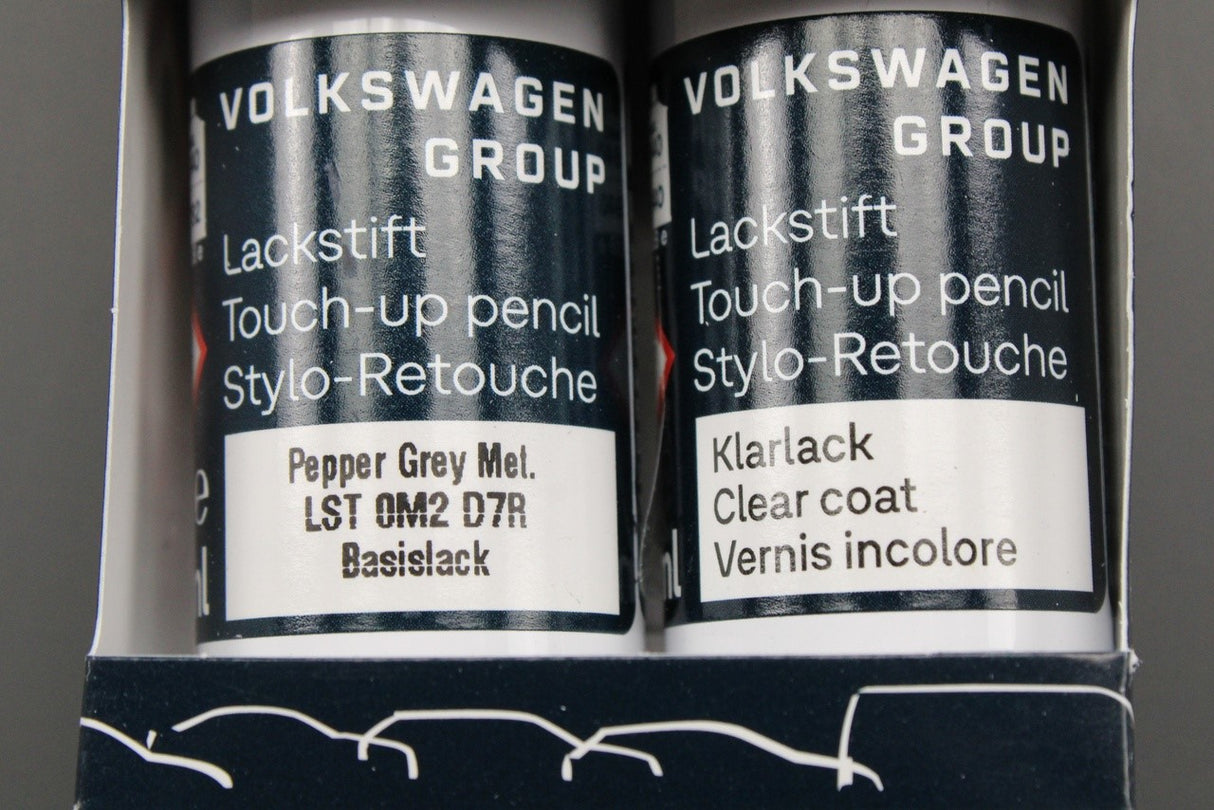 VOLKSWAGEN
GROUP
Lackstift
Touch-up pencil
Stylo-Retouche
Pepper Grey Met.
LST 0M2 D7R
Basislack
VOLKSWAGEN
GROUP
Lackstift
Touch-up pencil
Stylo-Retouche
Klarlack
Clear coat
Vernis incolore